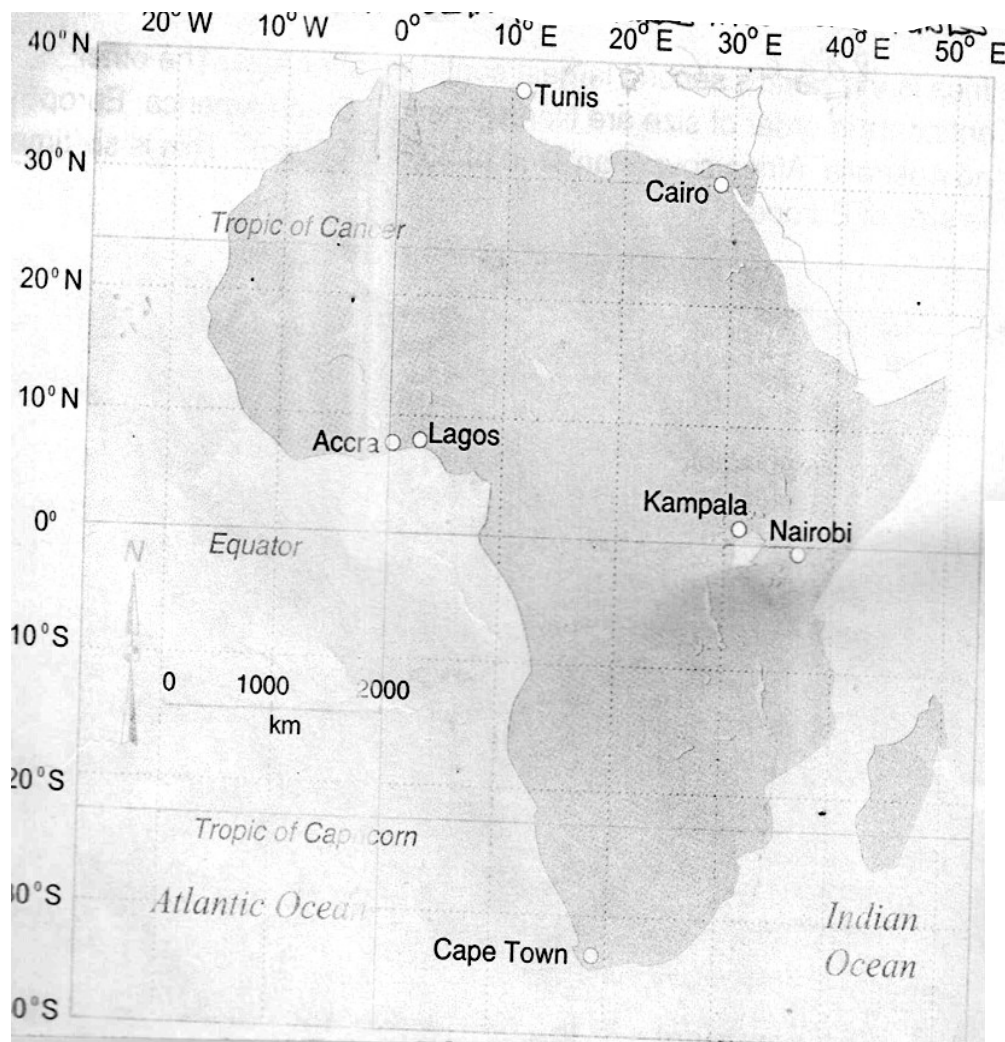 20° W 10° W 0° 10° E 20° E 30° E 40° E 50° E
40° N
Tunis
30° N
Cairo
Tropic of Cancer
20° N
10° N
Accra Lagos
Kampala
0°
Nairobi
Equator
N
10° S
0 1000 2000
km
20° S
Tropic of Capricorn
0° S
Atlantic Ocean
Indian
Ocean
Cape Town
0° S